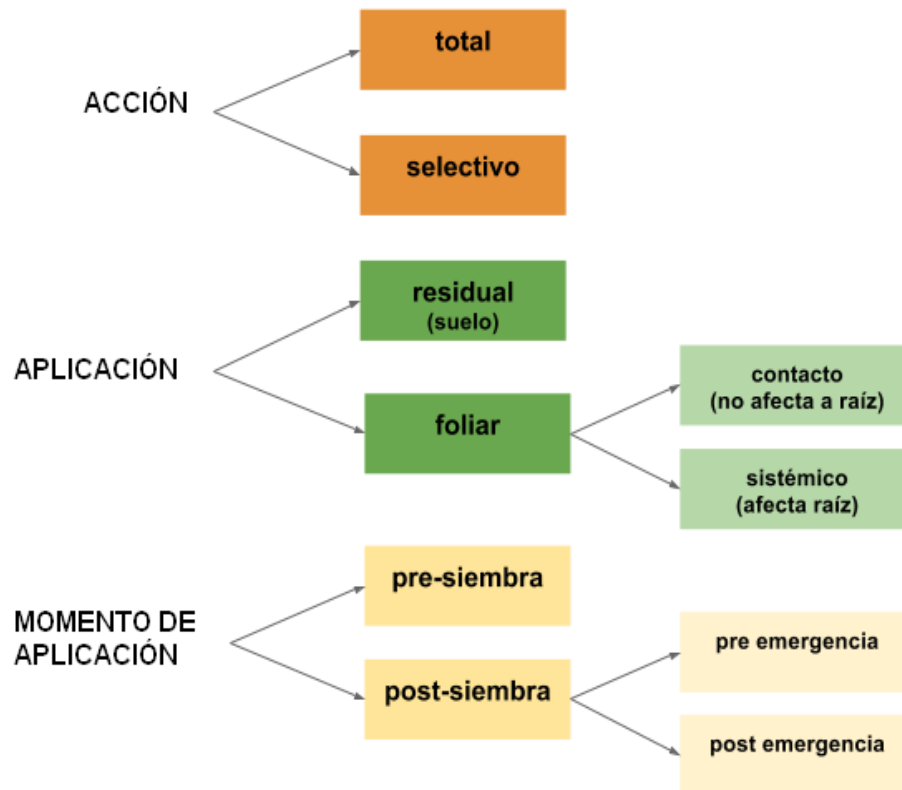 ACCIÓN
total
selectivo
APLICACIÓN
residual
(suelo)
foliar
contacto
(no afecta a raíz)
sistémico
(afecta raíz)
MOMENTO DE
APLICACIÓN
pre-siembra
post-siembra
pre emergencia
post emergencia